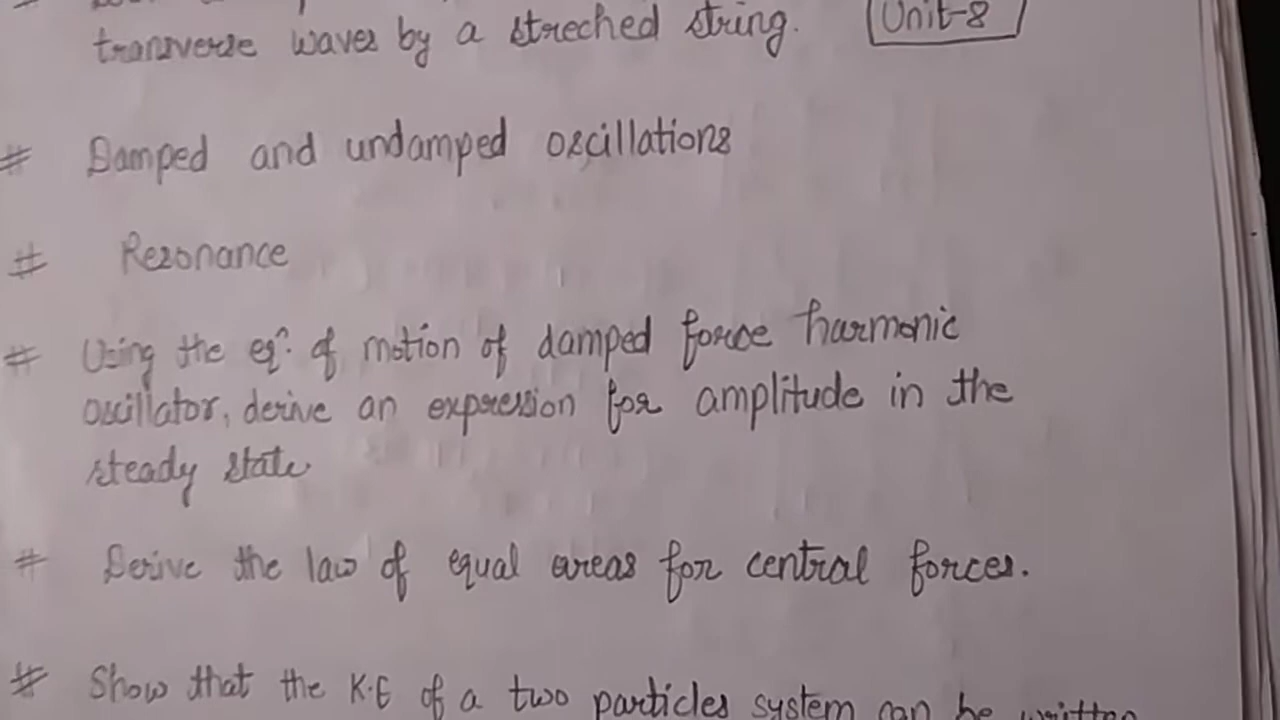 transverse waves by a streched string. Unit-8
# Damped and undamped oscillations
# Resonance
# Using the eqn. of motion of damped force harmonic
oscillator, derive an expression for amplitude in the
steady state
# Derive the law of equal areas for central forces.
# Show that the K.E of a two particles system can be written